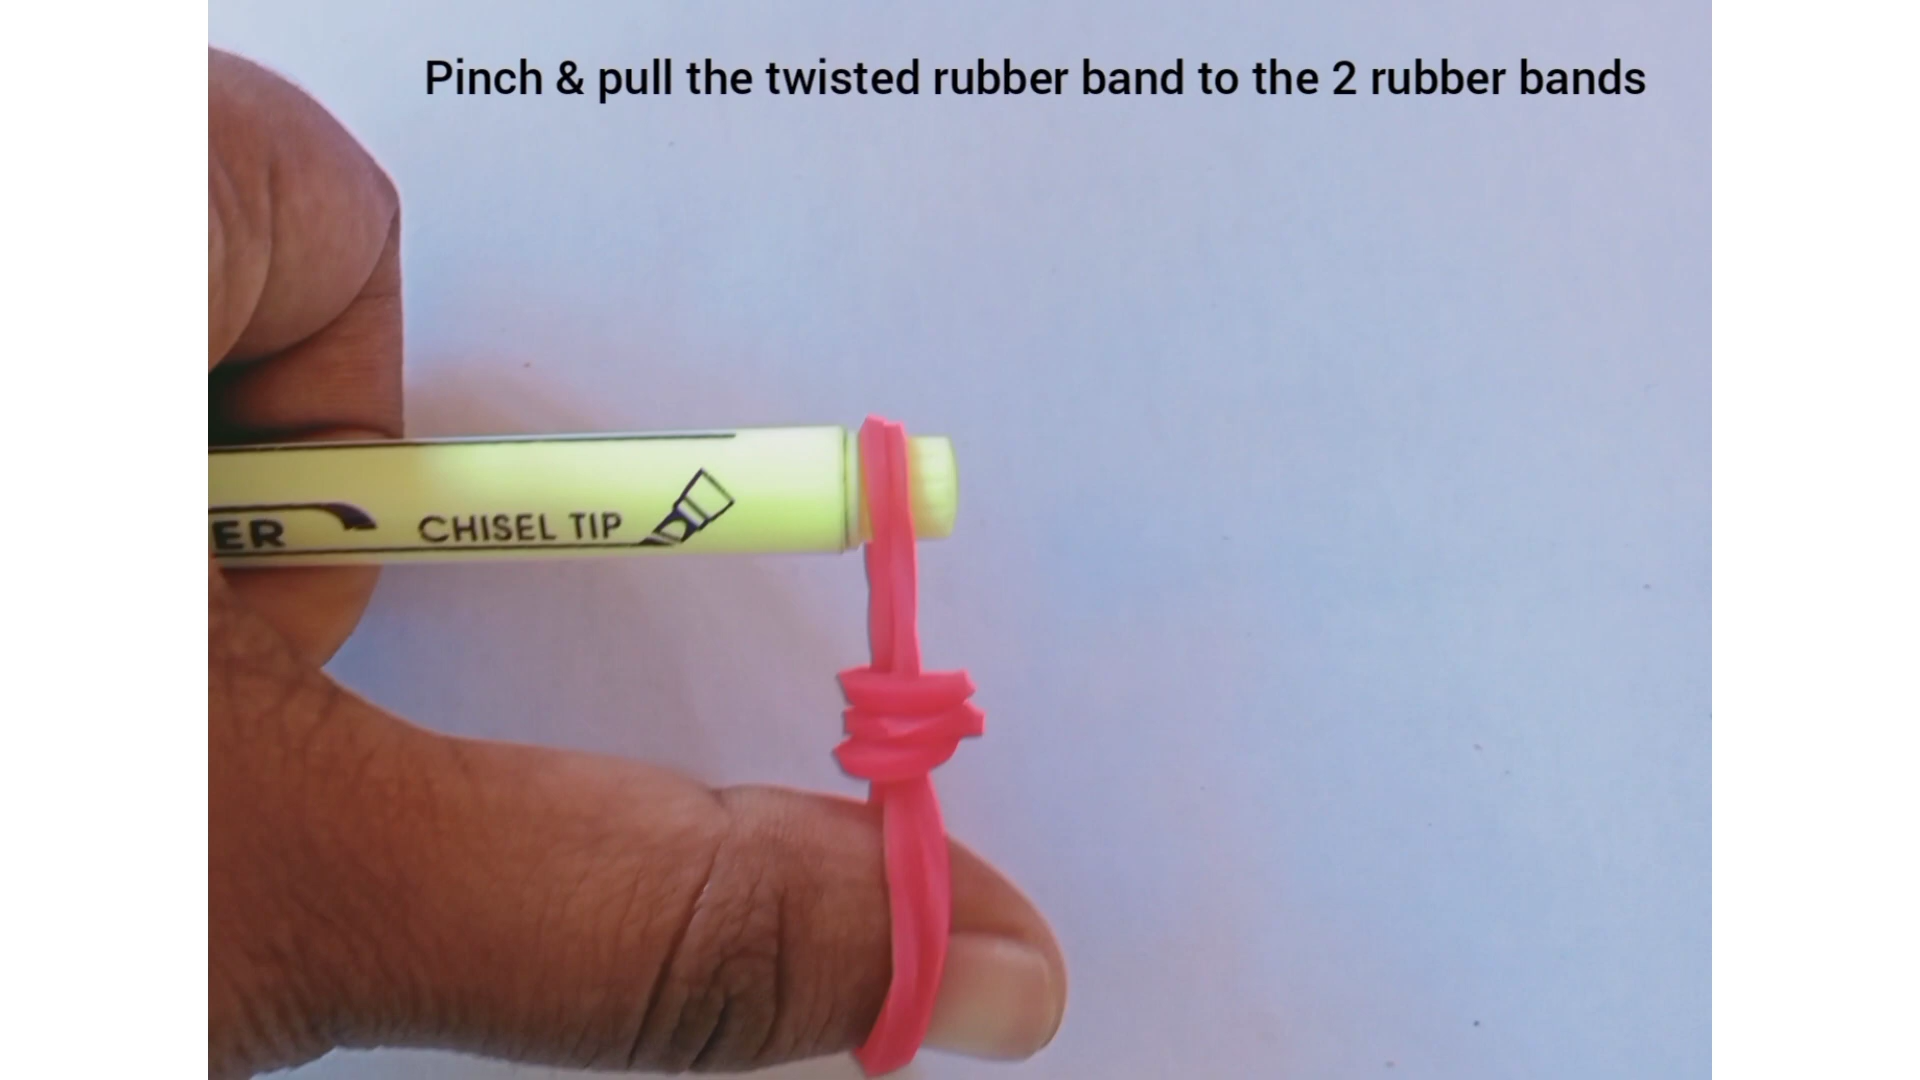 Pinch & pull the twisted rubber band to the 2 rubber bands
ER CHISEL TIP